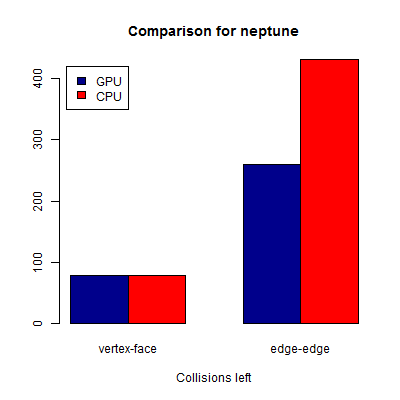 Comparison for neptune
GPU
CPU
400
300
200
100
0
vertex-face
edge-edge
Collisions left